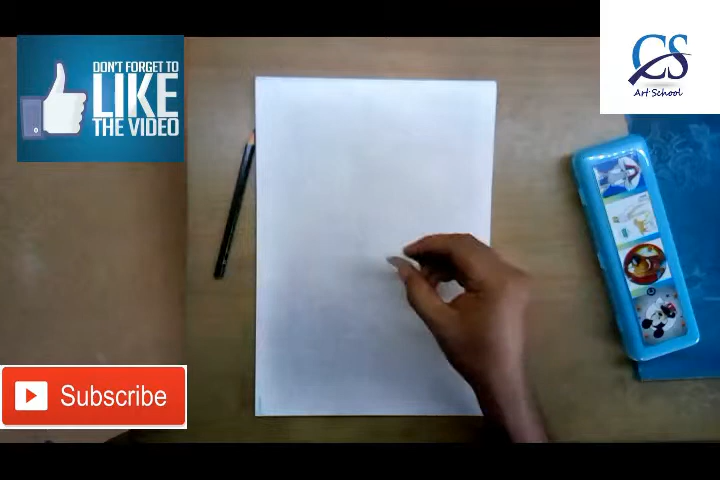 DON'T FORGET TO
LIKE
THE VIDEO
CS
Art School
Subscribe